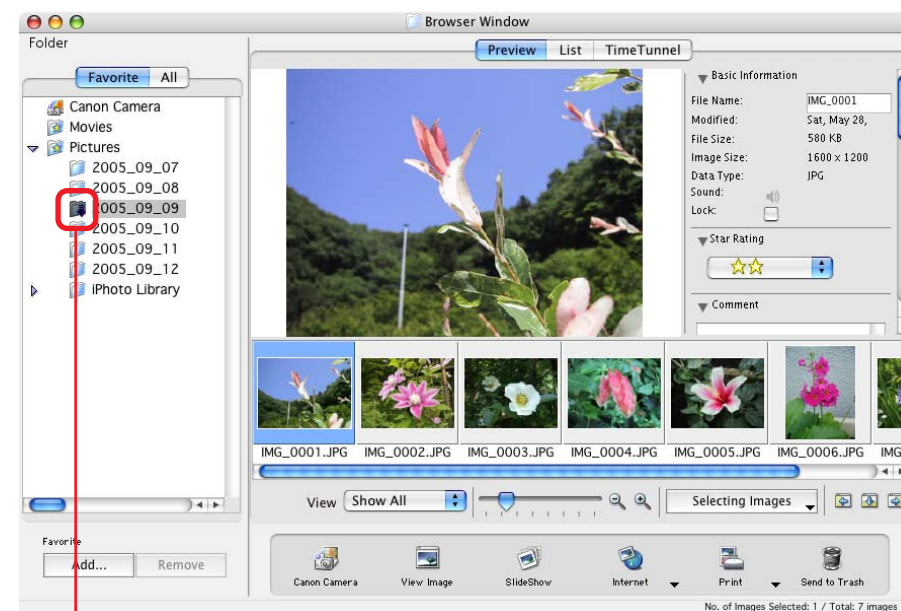 Browser Window
Folder
Favorite All
Canon Camera
Movies
Pictures
2005_09_07
2005_09_08
2005_09_09
2005_09_10
2005_09_11
2005_09_12
iPhoto Library
Favorite
Add... Remove
Preview List TimeTunnel
Basic Information
File Name: IMG_0001
Modified: Sat, May 28,
File Size: 580 KB
Image Size: 1600 x 1200
Data Type: JPG
Sound:
Lock:
Star Rating
Comment
IMG_0001.JPG IMG_0002.JPG IMG_0003.JPG IMG_0004.JPG IMG_0005.JPG IMG_0006.JPG IMG
View Show All Selecting Images
Canon Camera View Image SlideShow Internet Print Send to Trash
No. of Images Selected: 1 / Total: 7 images